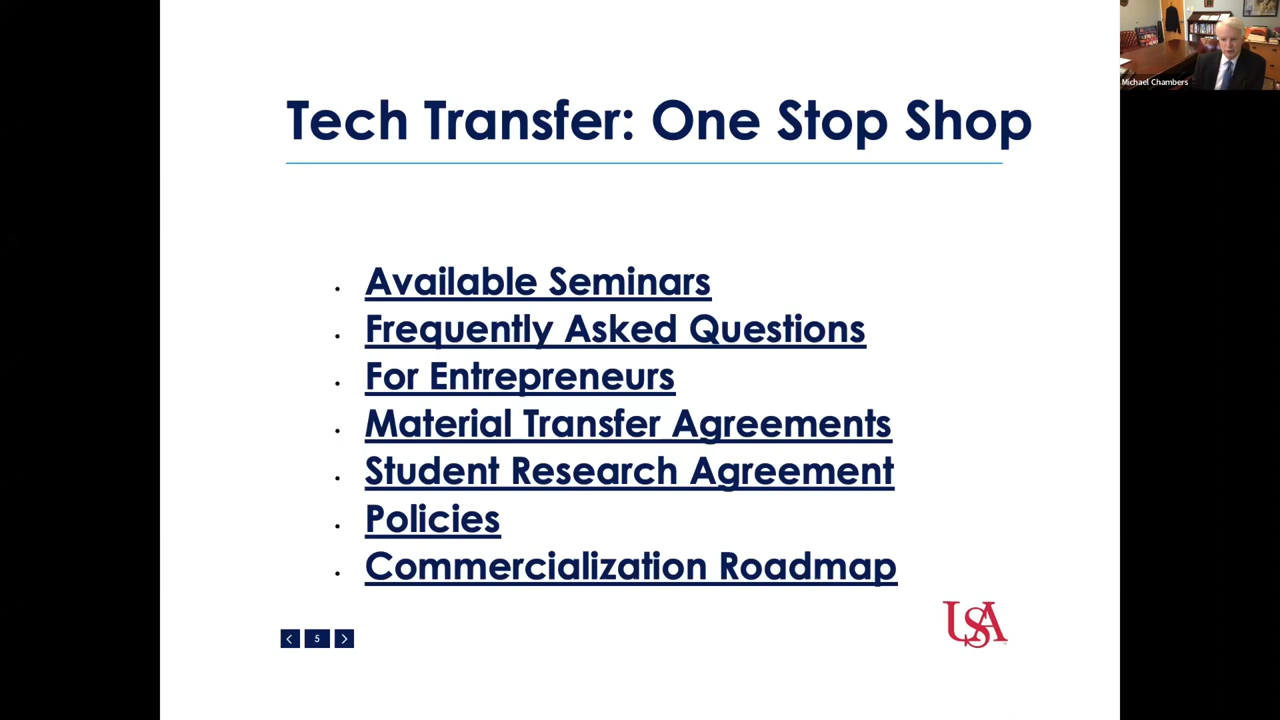 Tech Transfer: One Stop Shop
Michael Chambers
Available Seminars
Frequently Asked Questions
For Entrepreneurs
Material Transfer Agreements
Student Research Agreement
Policies
Commercialization Roadmap
5
USA